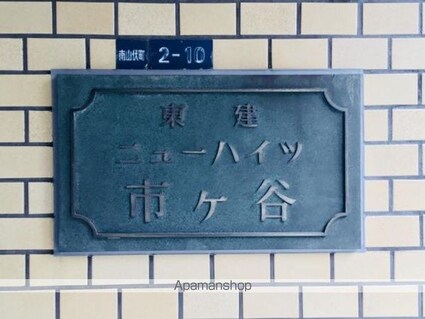 南山伏町 2-10
東建
ニューハイツ
市ヶ谷
Apamanshop